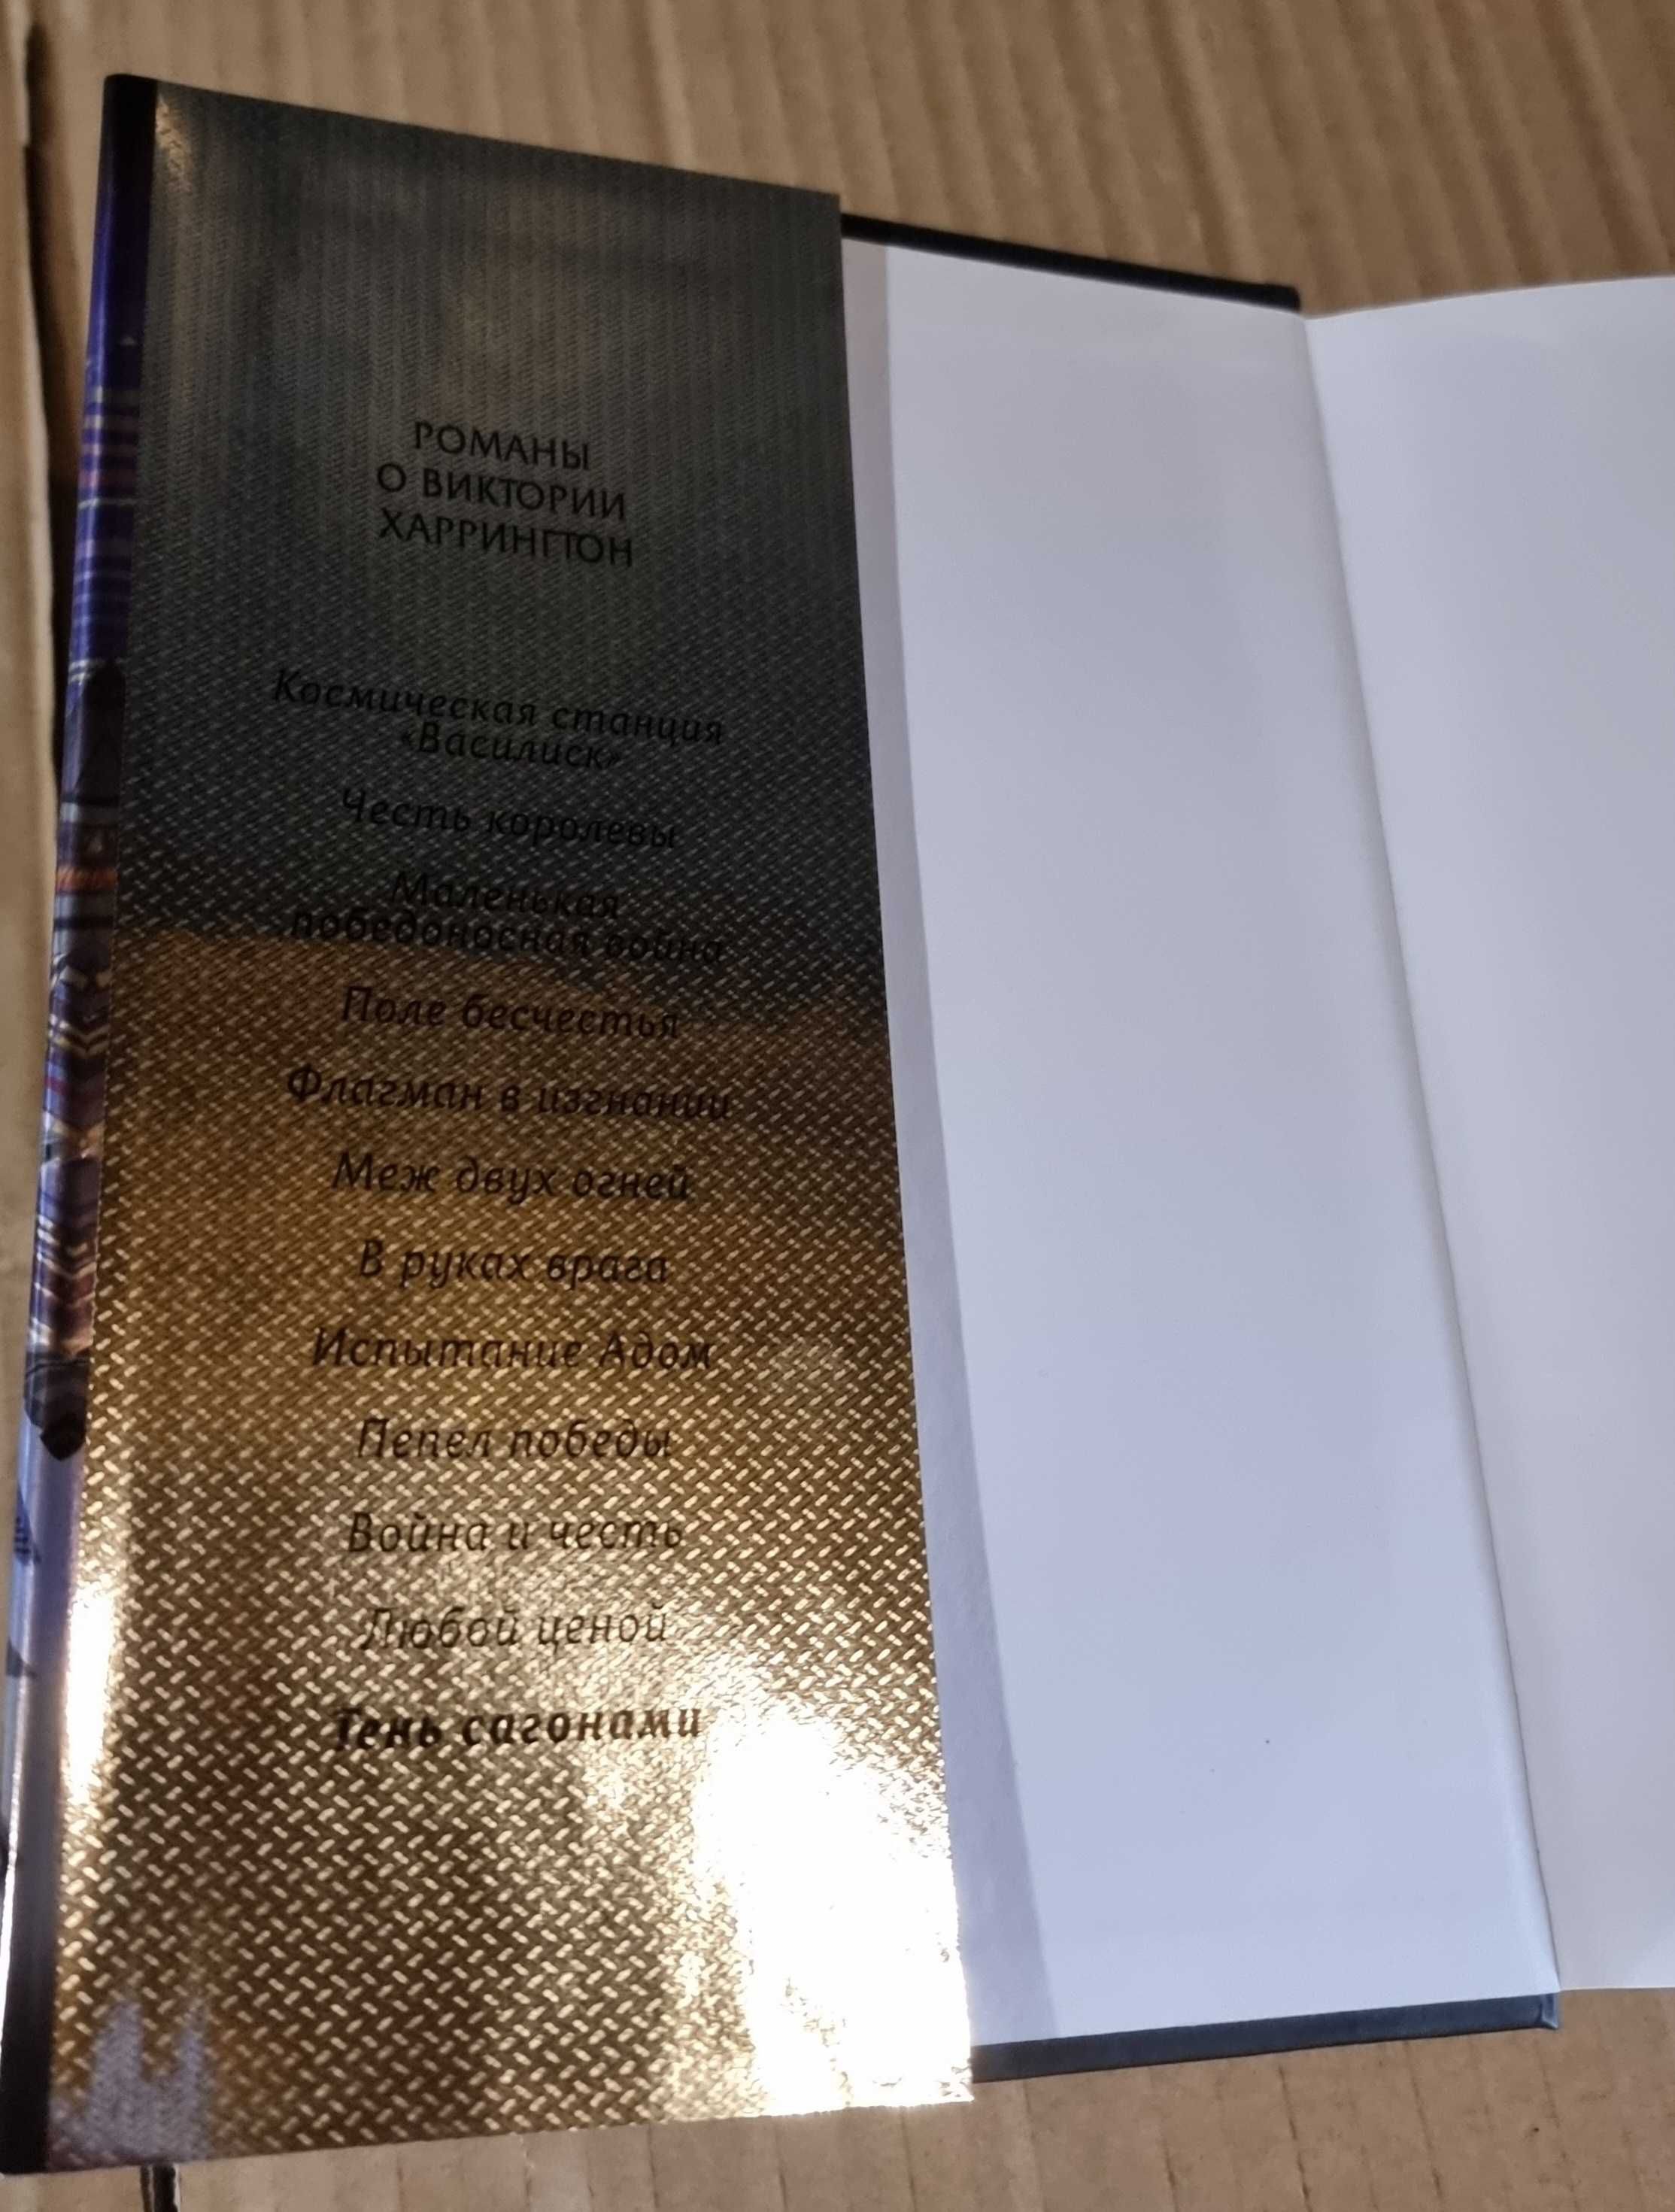 РОМАНЫ
О ВИКТОРИИ
ХАРРИНГТОН
Космическая станция
«Василиск»
Честь королевы
Маленькая
победоносная война
Поле бесчестья
Флагман в изгнании
Меж двух огней
В руках врага
Испытание Адом
Пепел победы
Война и честь
Любой ценой
Тень сагонами